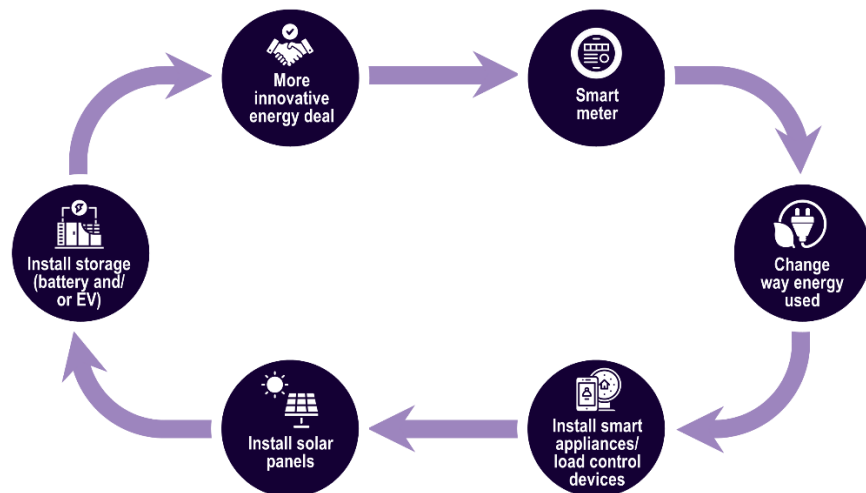 More
innovative
energy deal
Smart
meter
Change
way energy
used
Install smart
appliances/
load control
devices
Install solar
panels
Install storage
(battery and/
or EV)